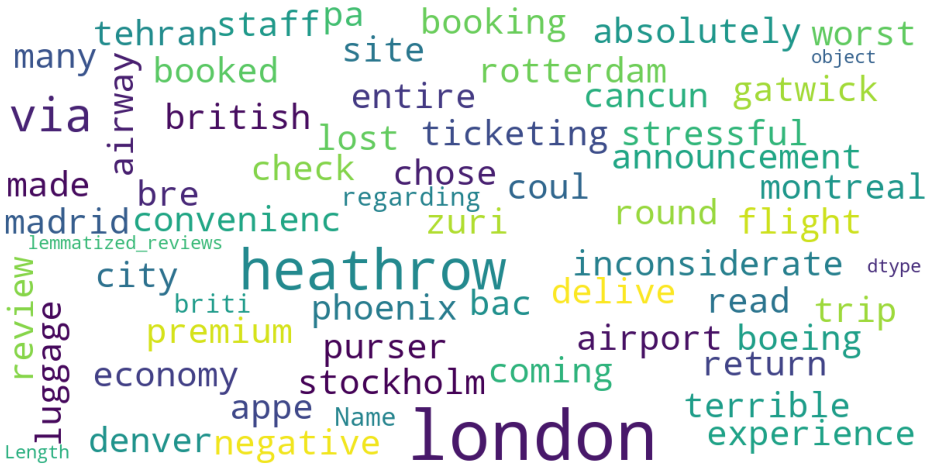 tehran staff pa booking absolutely worst
many site object
booked rotterdam
via airway entire cancun gatwick
british lost ticketing stressful
check chose announcement
made bre regarding coul montreal
madrid convenienc zuri round flight
lemmatized_reviews
review city heathrow inconsiderate dtype
luggage briti phoenix bac delive read trip
premium purser airport boeing
economy stockholm coming return
appe Name london terrible
Length denver negative experience